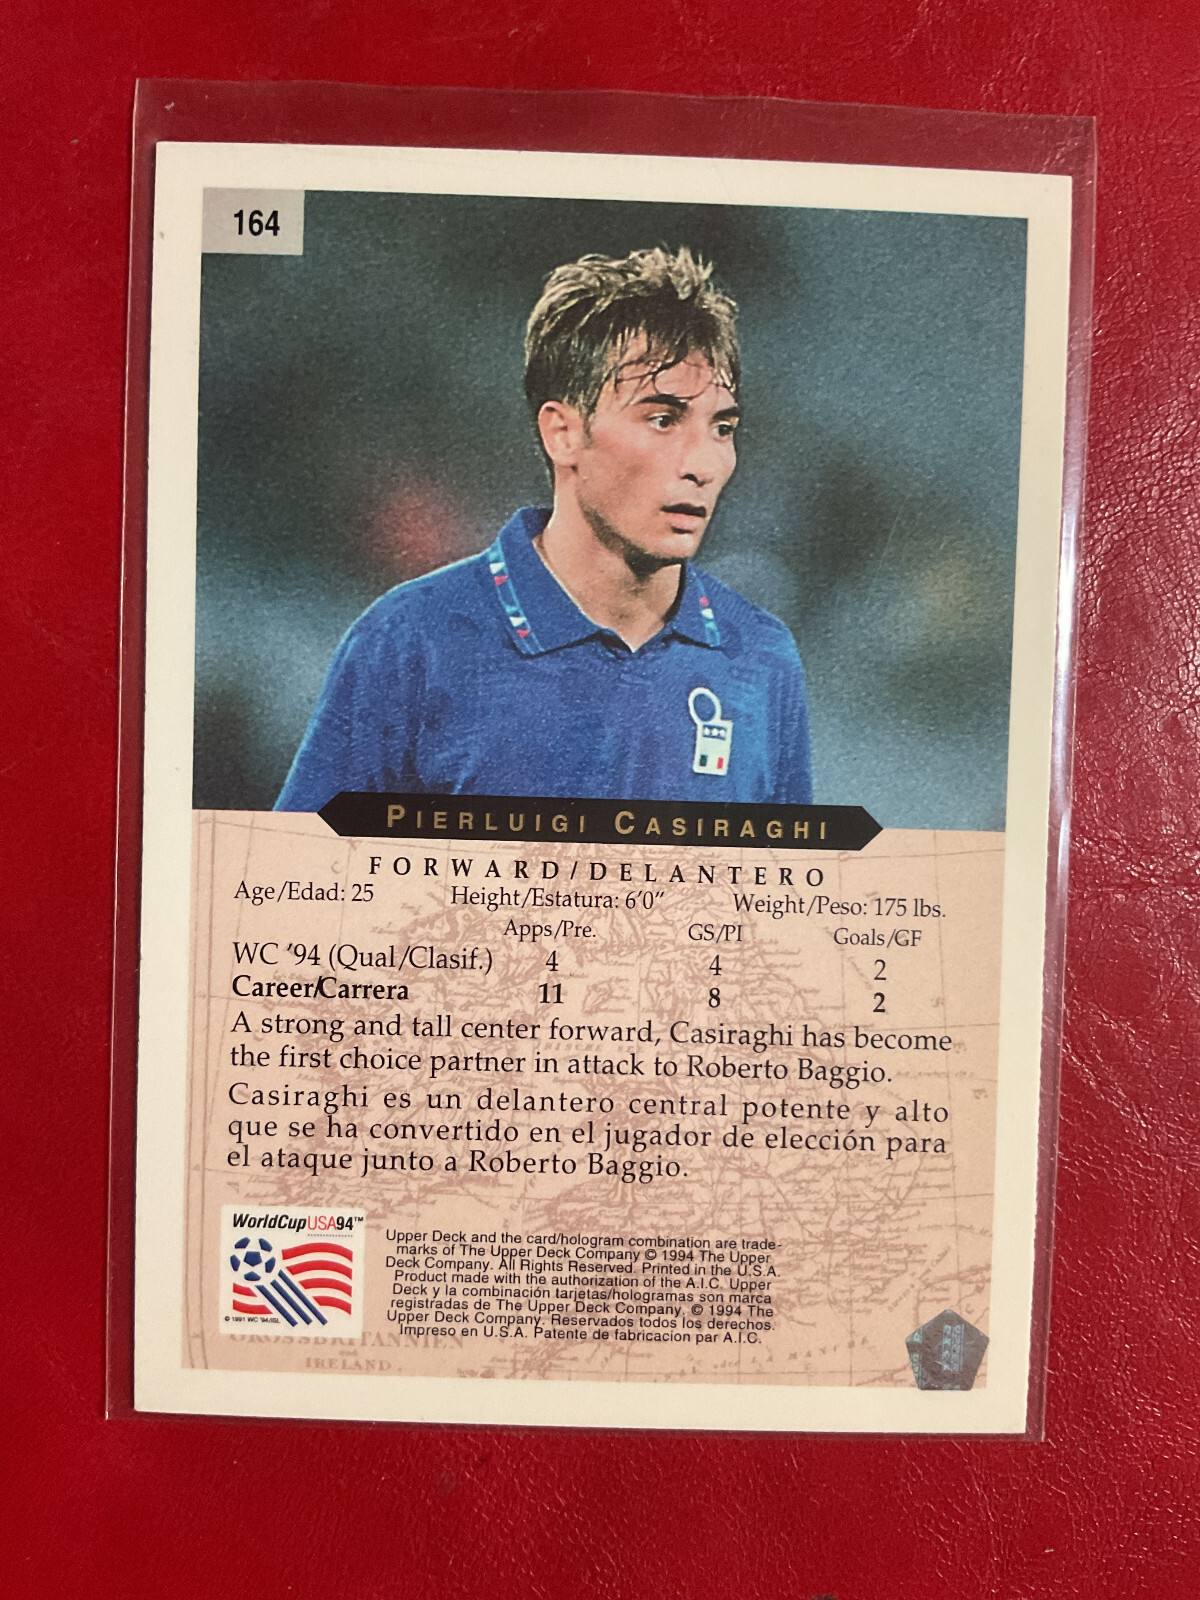 164
PIERLUIGI CASIRAGHI
FORWARD/DELANTERO
Age/Edad: 25 Height/Estatura: 6'0" Weight/Peso: 175 lbs.
Apps/Pre. GS/PI Goals/GF
WC '94 (Qual/Clasif.) 4 4 2
Career/Carrera 11 8 2
A strong and tall center forward, Casiraghi has become
the first choice partner in attack to Roberto Baggio.
Casiraghi es un delantero central potente y alto
que se ha convertido en el jugador de elección para
el ataque junto a Roberto Baggio.
WorldCupUSA94™
© 1991 WC '94/ISL
Upper Deck and the card/hologram combination are trade-
marks of The Upper Deck Company © 1994 The Upper
Deck Company. All Rights Reserved. Printed in the U.S.A.
Product made with the authorization of the A.I.C. Upper
Deck y la combinación tarjetas/hologramas son marca
registradas de The Upper Deck Company. © 1994 The
Upper Deck Company. Reservados todos los derechos.
Impreso en U.S.A. Patente de fabricacion par A.I.C.
GROSSBRITANNIEN
and
IRELAND.